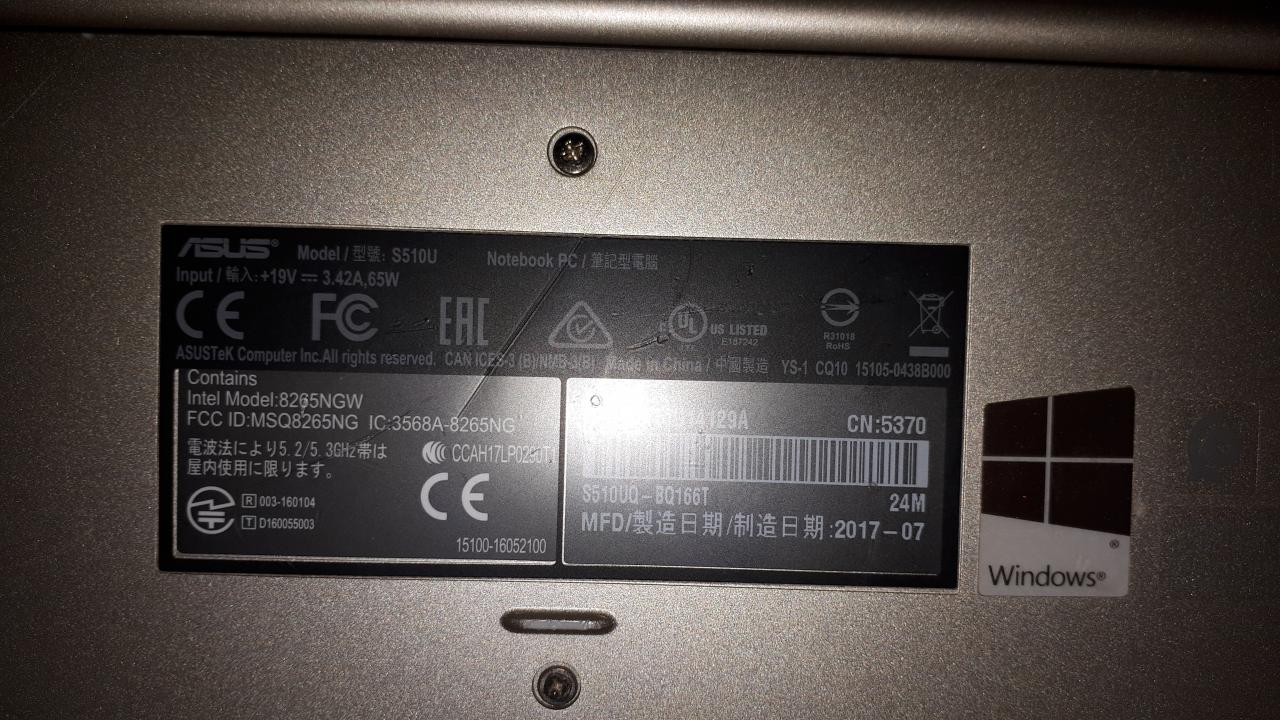 ASUS® Model / 型號: S510U Notebook PC / 筆記型電腦
Input / 輸入: +19V ⎓ 3.42A,65W
CE FC EAC UL US LISTED
E187242
R31018
RoHS
ASUSTeK Computer Inc.All rights reserved. CAN ICES-3 (B)/NMB-3(B) Made in China / 中國製造 YS-1 CQ10 15105-0438B000
Contains
Intel Model:8265NGW
FCC ID:MSQ8265NG IC:3568A-8265NG
電波法により5.2/5.3GHz帯は
屋内使用に限ります。
R 003-160104
T D160055003
CE
15100-16052100
CN:5370
S510UQ-BQ166T
24M
MFD/製造日期/制造日期:2017-07
Windows®